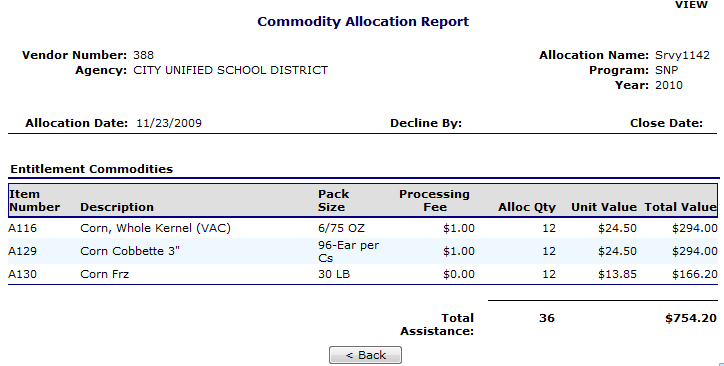 VIEW
Commodity Allocation Report
Vendor Number: 388 Allocation Name: Srvy1142
Agency: CITY UNIFIED SCHOOL DISTRICT Program: SNP
Year: 2010
Allocation Date: 11/23/2009 Decline By: Close Date:
Entitlement Commodities
Item Pack Processing
Number Description Size Fee Alloc Qty Unit Value Total Value
A116 Corn, Whole Kernel (VAC) 6/75 OZ $1.00 12 $24.50 $294.00
A129 Corn Cobbette 3" 96-Ear per $1.00 12 $24.50 $294.00
Cs
A130 Corn Frz 30 LB $0.00 12 $13.85 $166.20
Total 36 $754.20
Assistance:
< Back